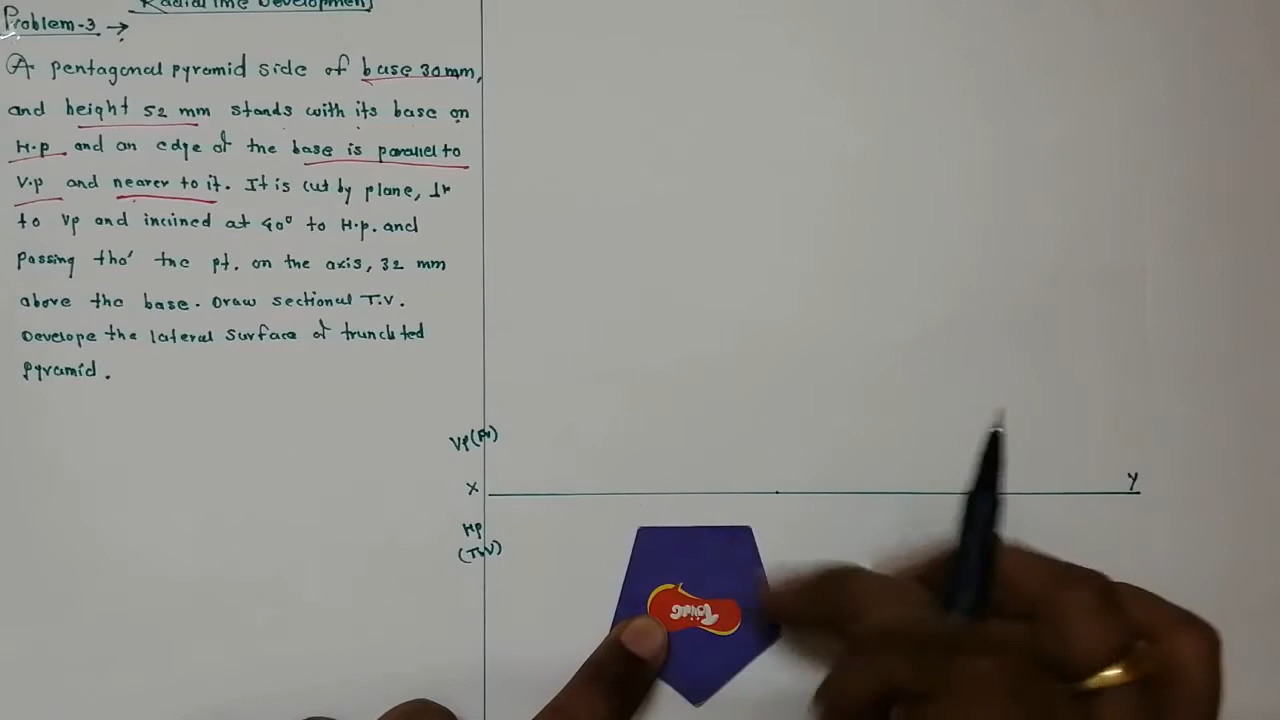 Radial line Development
Problem-3 →
A pentagonal pyramid side of base 30mm,
and height 52 mm stands with its base on
H.p and an edge of the base is parallel to
V.p and nearer to it. It is cut by plane, ⊥r
to Vp and inclined at 40° to H.p. and
passing tho' the pt. on the axis, 32 mm
above the base. Draw sectional T.V.
Develope the lateral surface of truncated
pyramid.
Vp(FV)
X Y
HP
(TV)